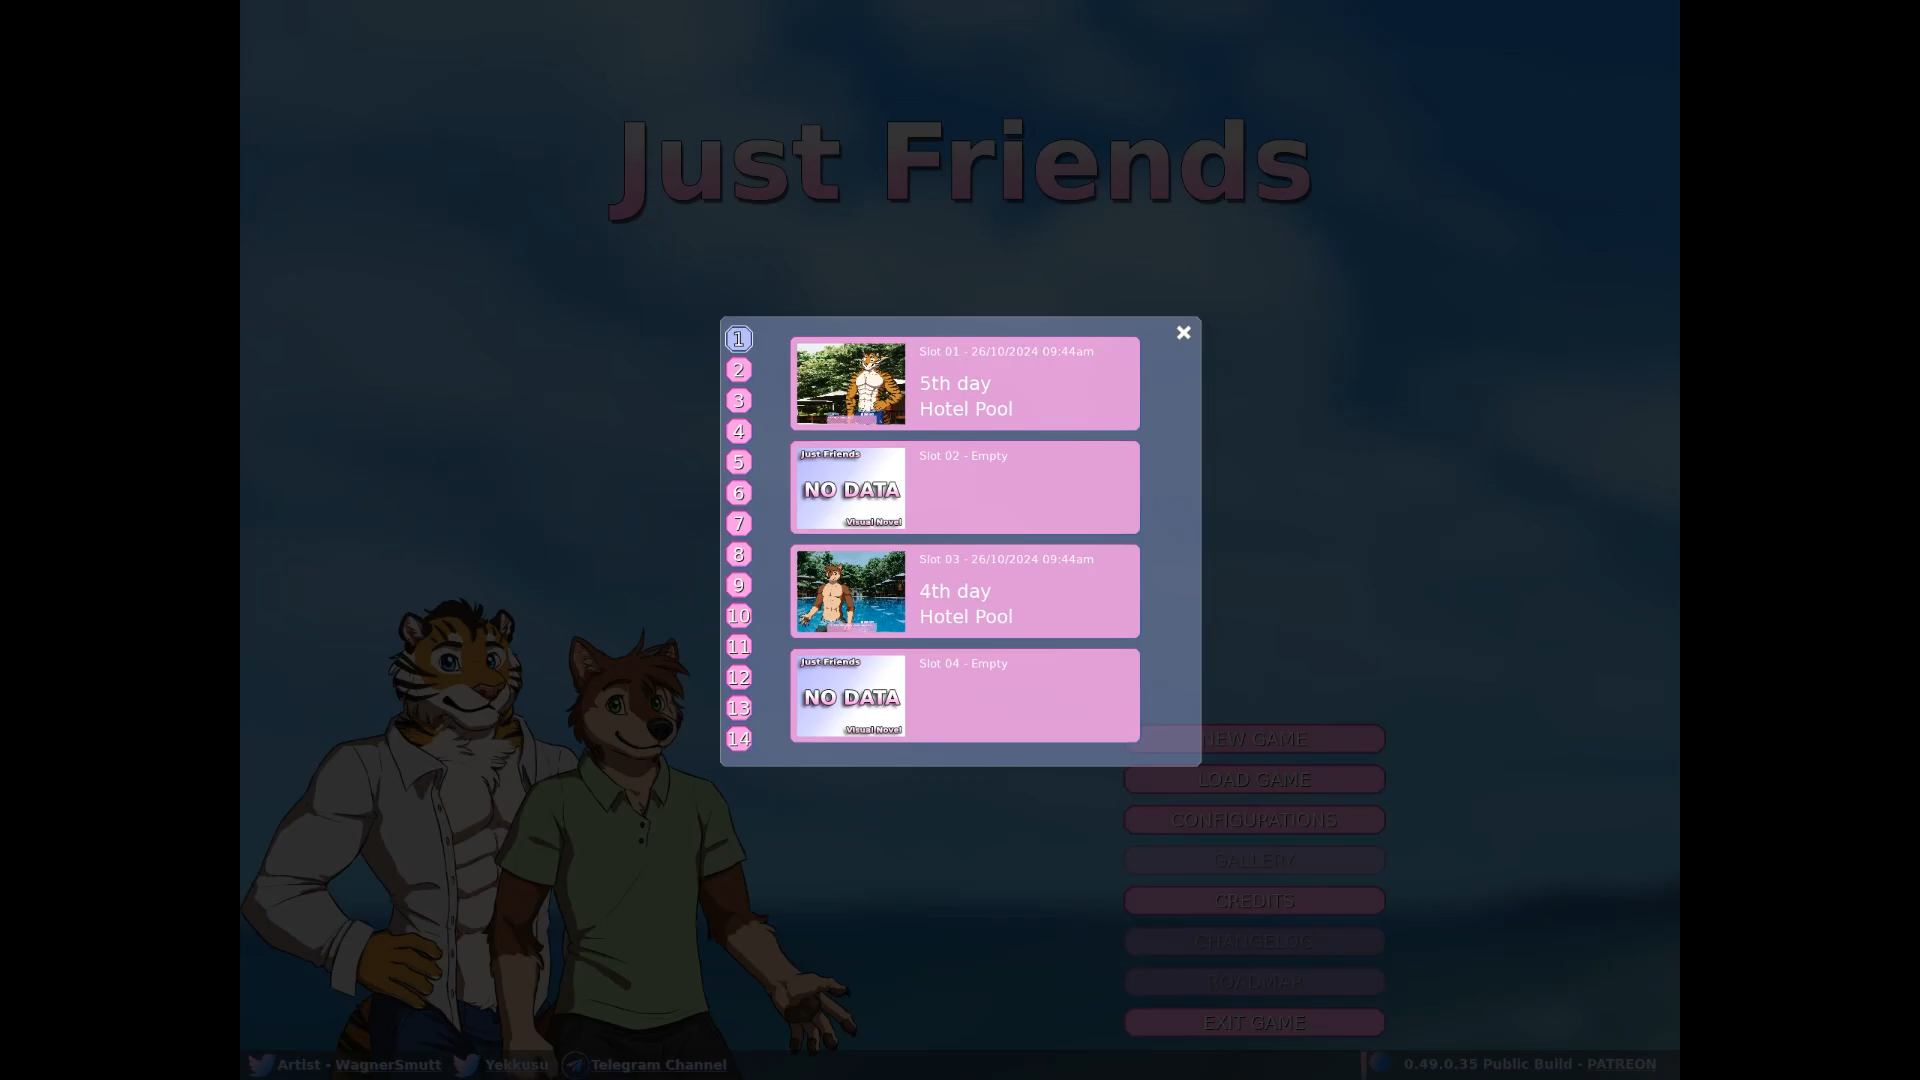 Just Friends
1
2
3
4
5
6
7
8
9
10
11
12
13
14
Slot 01 - 26/10/2024 09:44am
5th day
Hotel Pool
Just Friends
NO DATA
Visual Novel
Slot 02 - Empty
Slot 03 - 26/10/2024 09:44am
4th day
Hotel Pool
Just Friends
NO DATA
Visual Novel
Slot 04 - Empty
NEW GAME
LOAD GAME
CONFIGURATIONS
GALLERY
CREDITS
CHANGELOG
ROADMAP
EXIT GAME
Artist - WagnerSmutt Yekkusu Telegram Channel
0.49.0.35 Public Build - PATREON